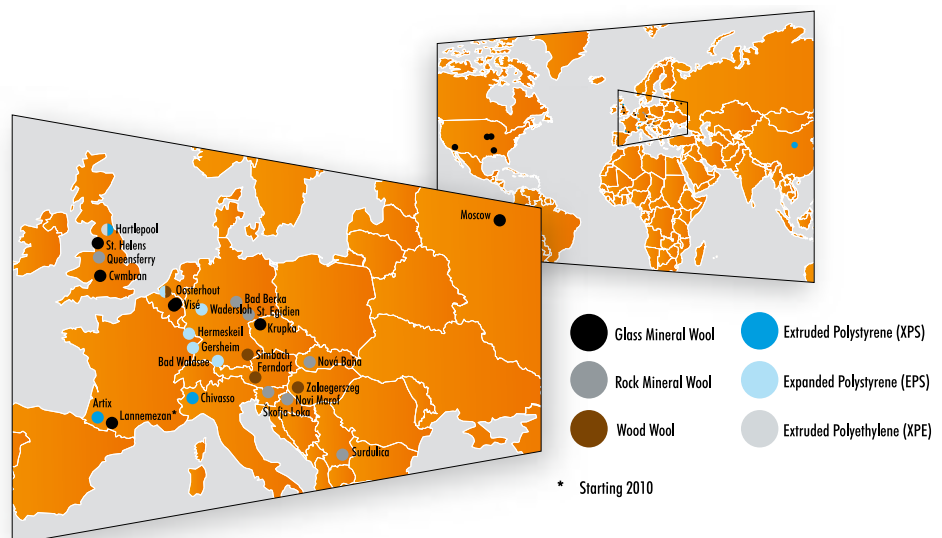 Moscow
Hartlepool
St. Helens
Queensferry
Cwmbran
Oosterhout
Visé
Wadersloh
Bad Berka
St. Egidien
Krupka
Hermeskeil
Gersheim
Bad Waldsee
Simbach
Ferndorf
Nová Baňa
Zalaegerszeg
Novi Marof
Skofja Loka
Chivasso
Artix
Lannemezan*
Surdulica
Glass Mineral Wool
Rock Mineral Wool
Wood Wool
Extruded Polystyrene (XPS)
Expanded Polystyrene (EPS)
Extruded Polyethylene (XPE)
* Starting 2010